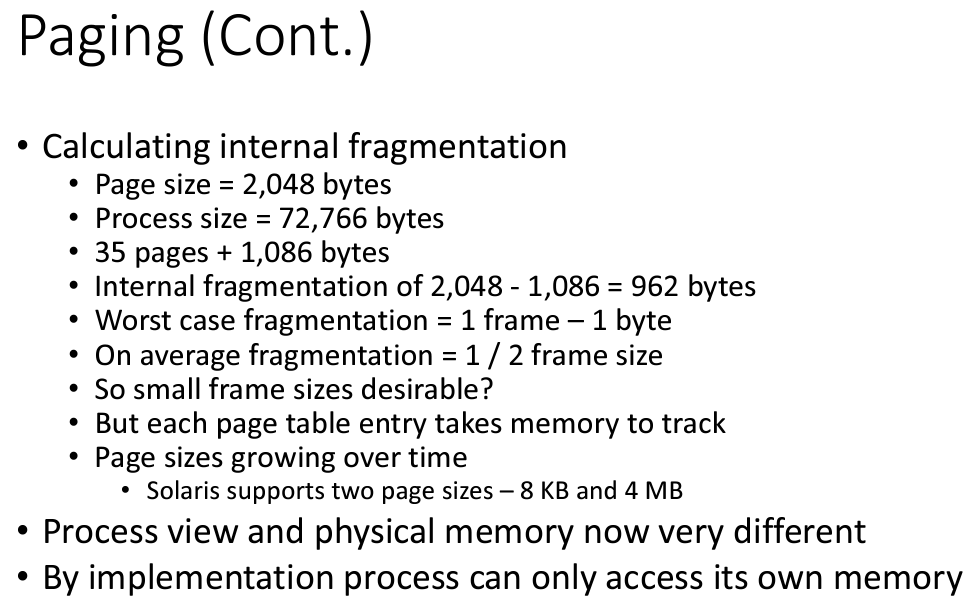 Paging (Cont.)
• Calculating internal fragmentation
• Page size = 2,048 bytes
• Process size = 72,766 bytes
• 35 pages + 1,086 bytes
• Internal fragmentation of 2,048 - 1,086 = 962 bytes
• Worst case fragmentation = 1 frame – 1 byte
• On average fragmentation = 1 / 2 frame size
• So small frame sizes desirable?
• But each page table entry takes memory to track
• Page sizes growing over time
• Solaris supports two page sizes – 8 KB and 4 MB
• Process view and physical memory now very different
• By implementation process can only access its own memory